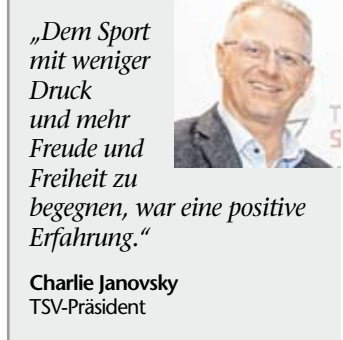 „Dem Sport
mit weniger
Druck
und mehr
Freude und
Freiheit zu
begegnen, war eine positive
Erfahrung.“
Charlie Janovsky
TSV-Präsident
T
S